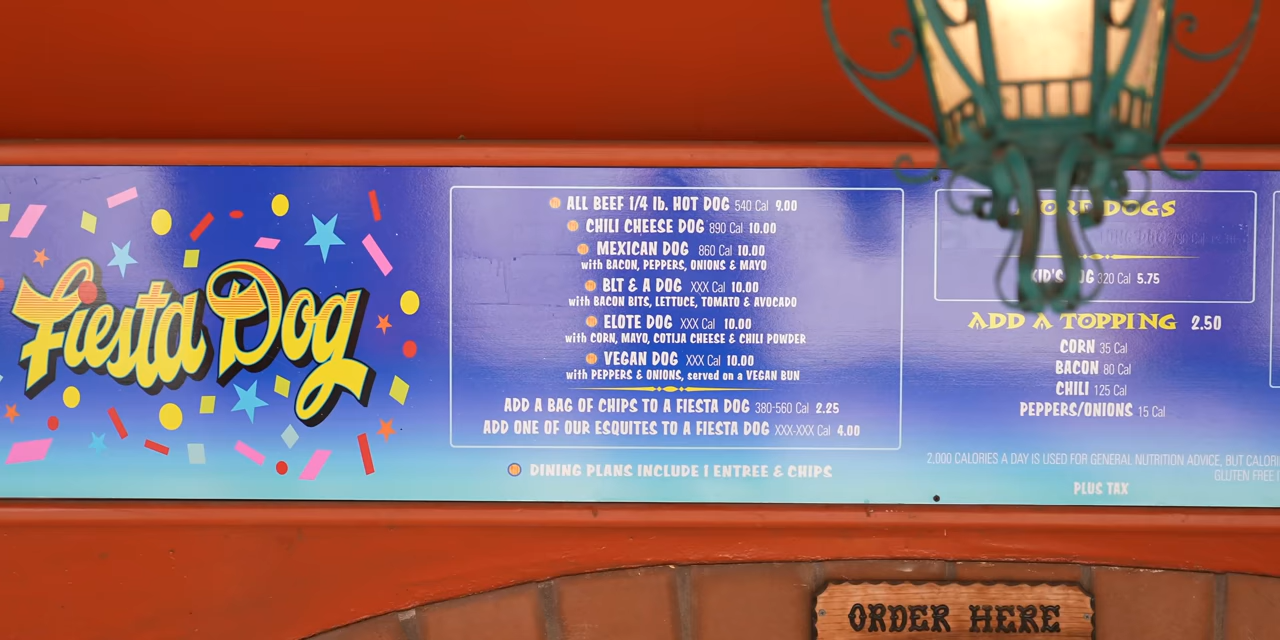 Fiesta Dog
ALL BEEF 1/4 lb. HOT DOG 540 Cal 9.00
CHILI CHEESE DOG 890 Cal 10.00
MEXICAN DOG 860 Cal 10.00
with BACON, PEPPERS, ONIONS & MAYO
BLT & A DOG XXX Cal 10.00
with BACON BITS, LETTUCE, TOMATO & AVOCADO
ELOTE DOG XXX Cal 10.00
with CORN, MAYO, COTIJA CHEESE & CHILI POWDER
VEGAN DOG XXX Cal 10.00
with PEPPERS & ONIONS, served on a VEGAN BUN
ADD A BAG OF CHIPS TO A FIESTA DOG 380-560 Cal 2.25
ADD ONE OF OUR ESQUITES TO A FIESTA DOG XXX-XXX Cal 4.00
DINING PLANS INCLUDE 1 ENTREE & CHIPS
DOGS
KID'S 320 Cal 5.75
ADD A TOPPING 2.50
CORN 35 Cal
BACON 80 Cal
CHILI 125 Cal
PEPPERS/ONIONS 15 Cal
2,000 CALORIES A DAY IS USED FOR GENERAL NUTRITION ADVICE, BUT
GLUTEN FREE
PLUS TAX
ORDER HERE